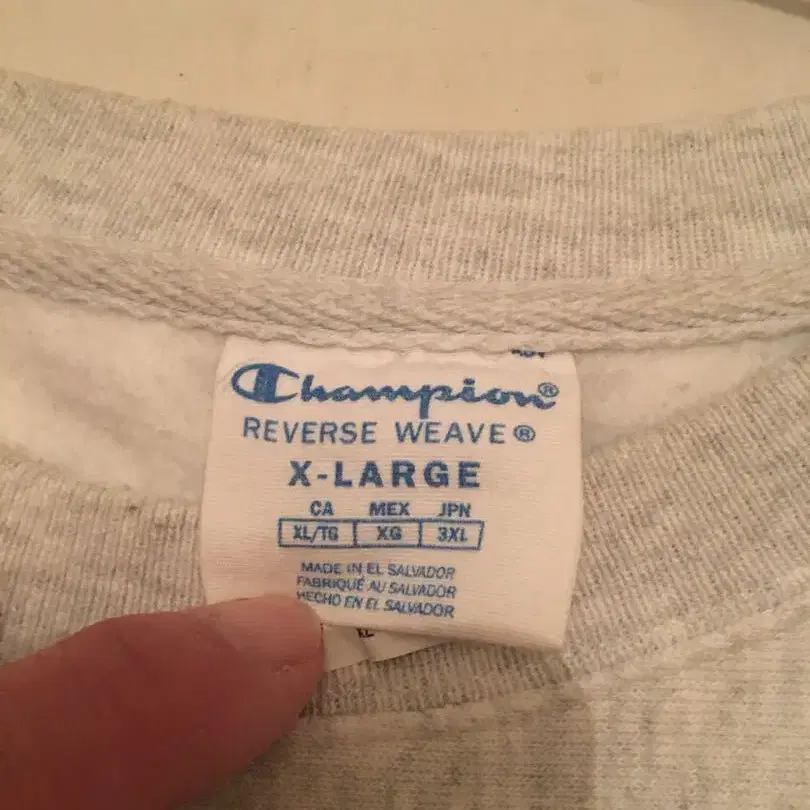 Champion®
REVERSE WEAVE®
X-LARGE
CA MEX JPN
XL/TG XG 3XL
MADE IN EL SALVADOR
FABRIQUÉ AU SALVADOR
HECHO EN EL SALVADOR